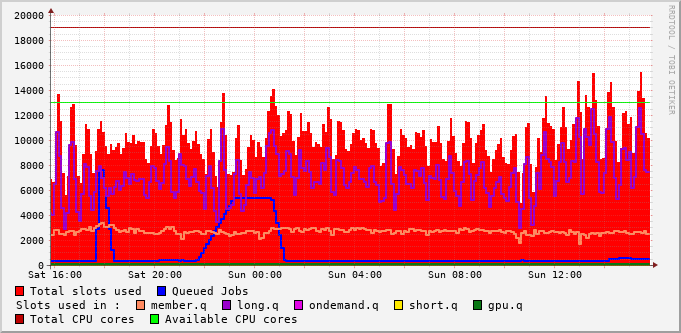 20000
18000
16000
14000
12000
10000
8000
6000
4000
2000
0
Sat 16:00 Sat 20:00 Sun 00:00 Sun 04:00 Sun 08:00 Sun 12:00
RRDTOOL / TOBI OETIKER
Total slots used Queued Jobs
Slots used in : member.q long.q ondemand.q short.q gpu.q
Total CPU cores Available CPU cores